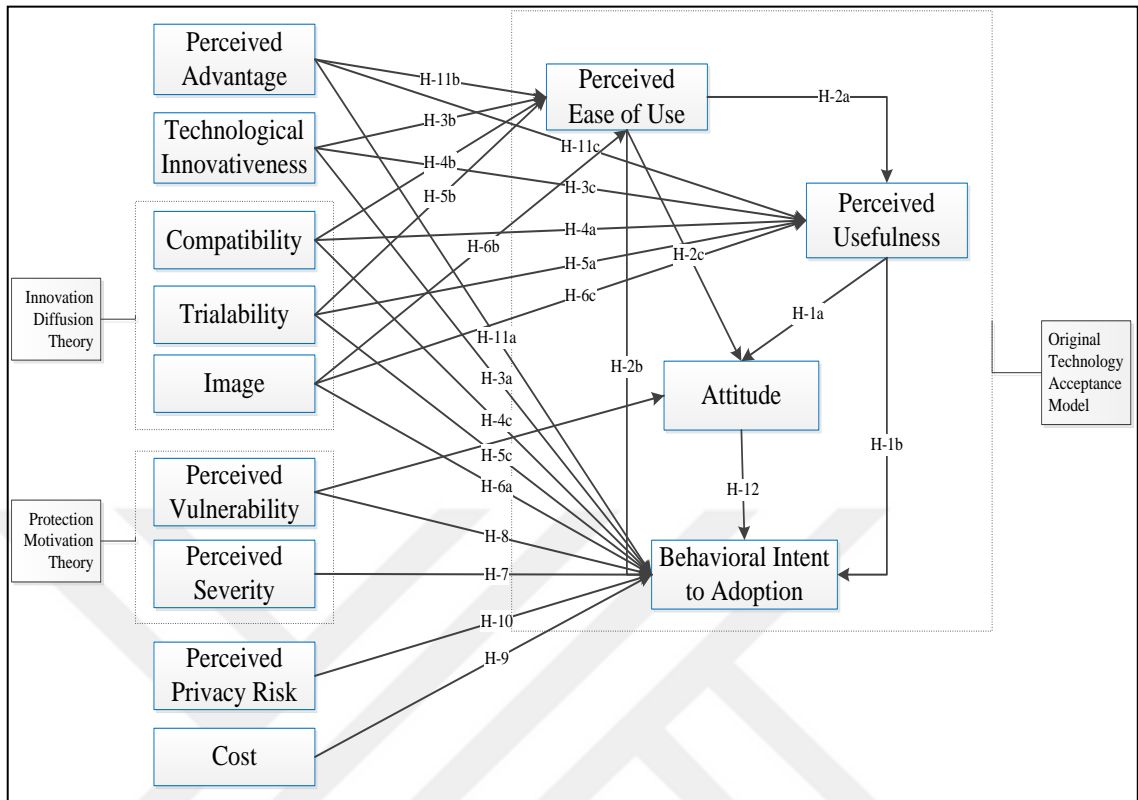 Perceived
Advantage
Technological
Innovativeness
Compatibility
Trialability
Image
Innovation
Diffusion
Theory
Perceived
Vulnerability
Perceived
Severity
Protection
Motivation
Theory
Perceived
Privacy Risk
Cost
H-11b
H-3b
H-4b
H-5b
H-6b
H-11c
H-3c
H-4a
H-5a
H-6c
H-11a
H-3a
H-4c
H-5c
H-6a
H-8
H-7
H-10
H-9
Perceived
Ease of Use
H-2a
H-2c
H-2b
Perceived
Usefulness
H-1a
H-1b
Attitude
H-12
Behavioral Intent
to Adoption
Original
Technology
Acceptance
Model